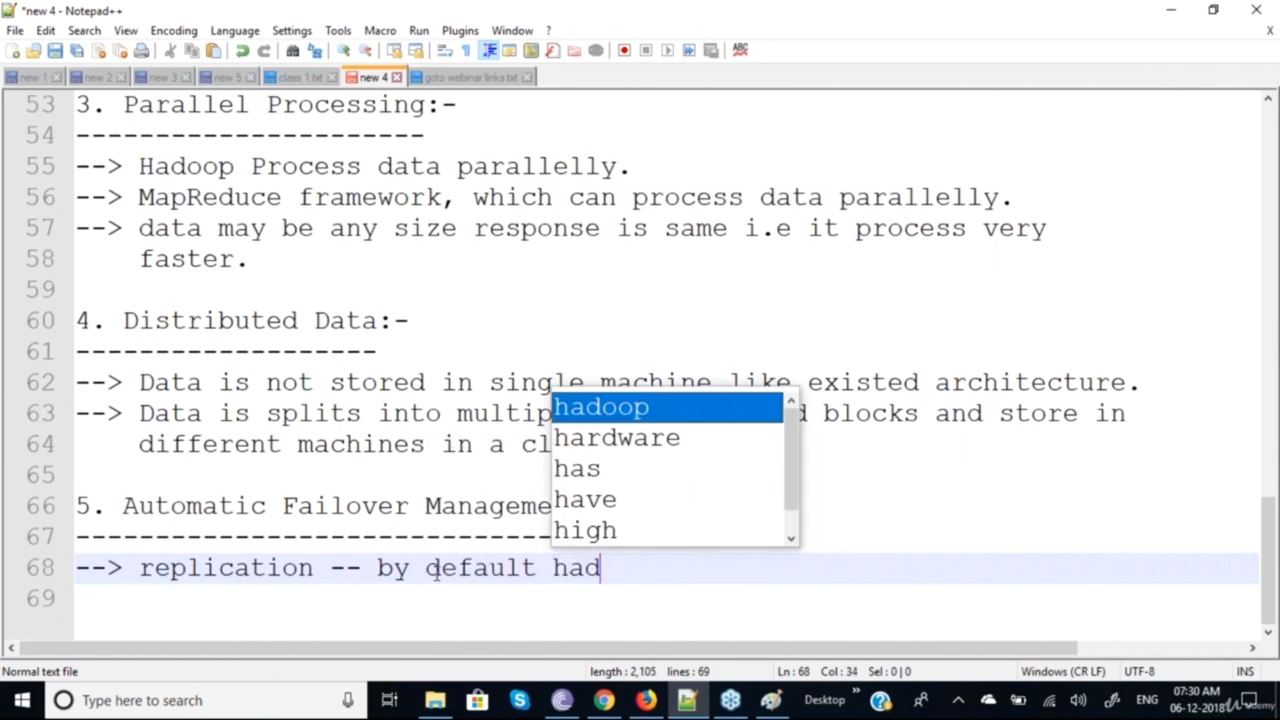 *new 4 - Notepad++
File Edit Search View Encoding Language Settings Tools Macro Run Plugins Window ? X
new 1 new 2 new 3 new 5 class 1.txt new 4 goto webinar links.txt
53 3. Parallel Processing:-
54 ----------------------
55 --> Hadoop Process data parallelly.
56 --> MapReduce framework, which can process data parallelly.
57 --> data may be any size response is same i.e it process very
58 faster.
59
60 4. Distributed Data:-
61 -------------------
62 --> Data is not stored in single machine like existed architecture.
63 --> Data is splits into multip blocks and store in
64 different machines in a cl
65
66 5. Automatic Failover Manageme
67 ------------------------------
68 --> replication -- by default had
69
hadoop
hardware
has
have
high
Normal text file length : 2,105 lines : 69 Ln : 68 Col : 34 Sel : 0 | 0 Windows (CR LF) UTF-8 INS
Type here to search Desktop ENG 07:30 AM
06-12-2018
Udemy